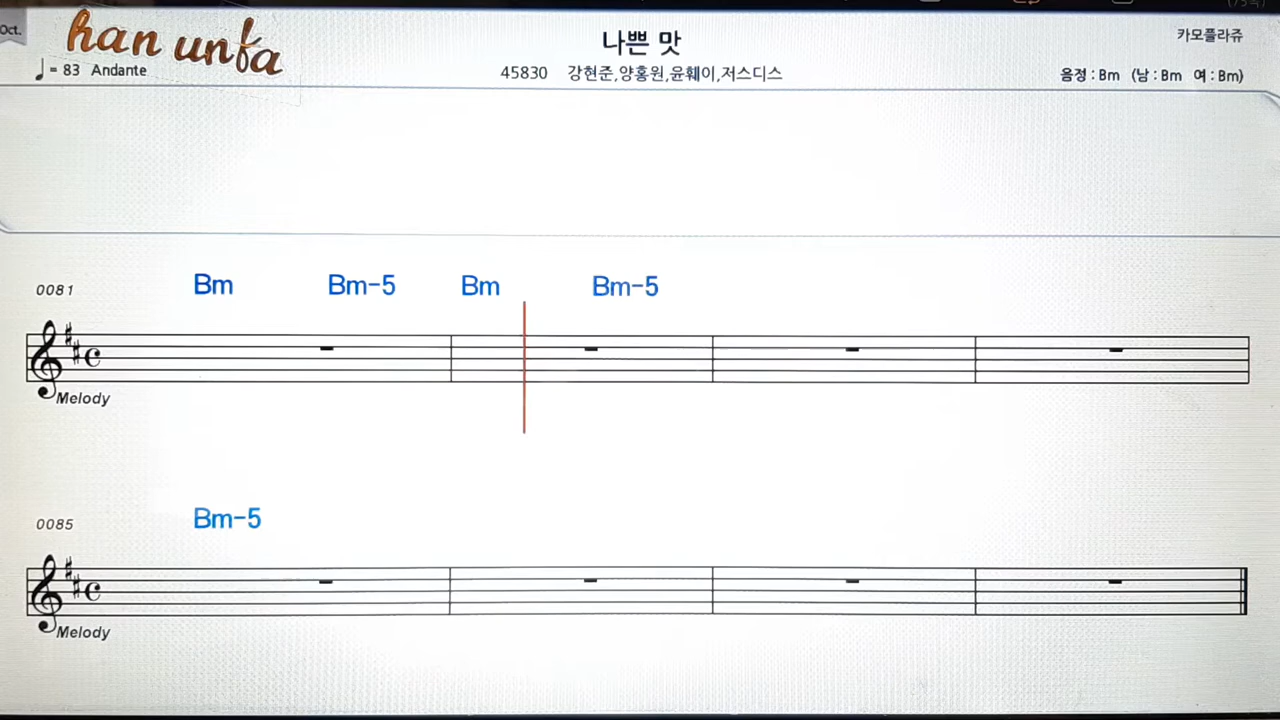 Oct.
han unfa
나쁜 맛
카모플라쥬
♩= 83 Andante
45830 강현준,양홍원,윤훼이,저스디스
음정 : Bm (남 : Bm 여 : Bm)
0081 Bm Bm-5 Bm Bm-5
Melody
0085 Bm-5
Melody